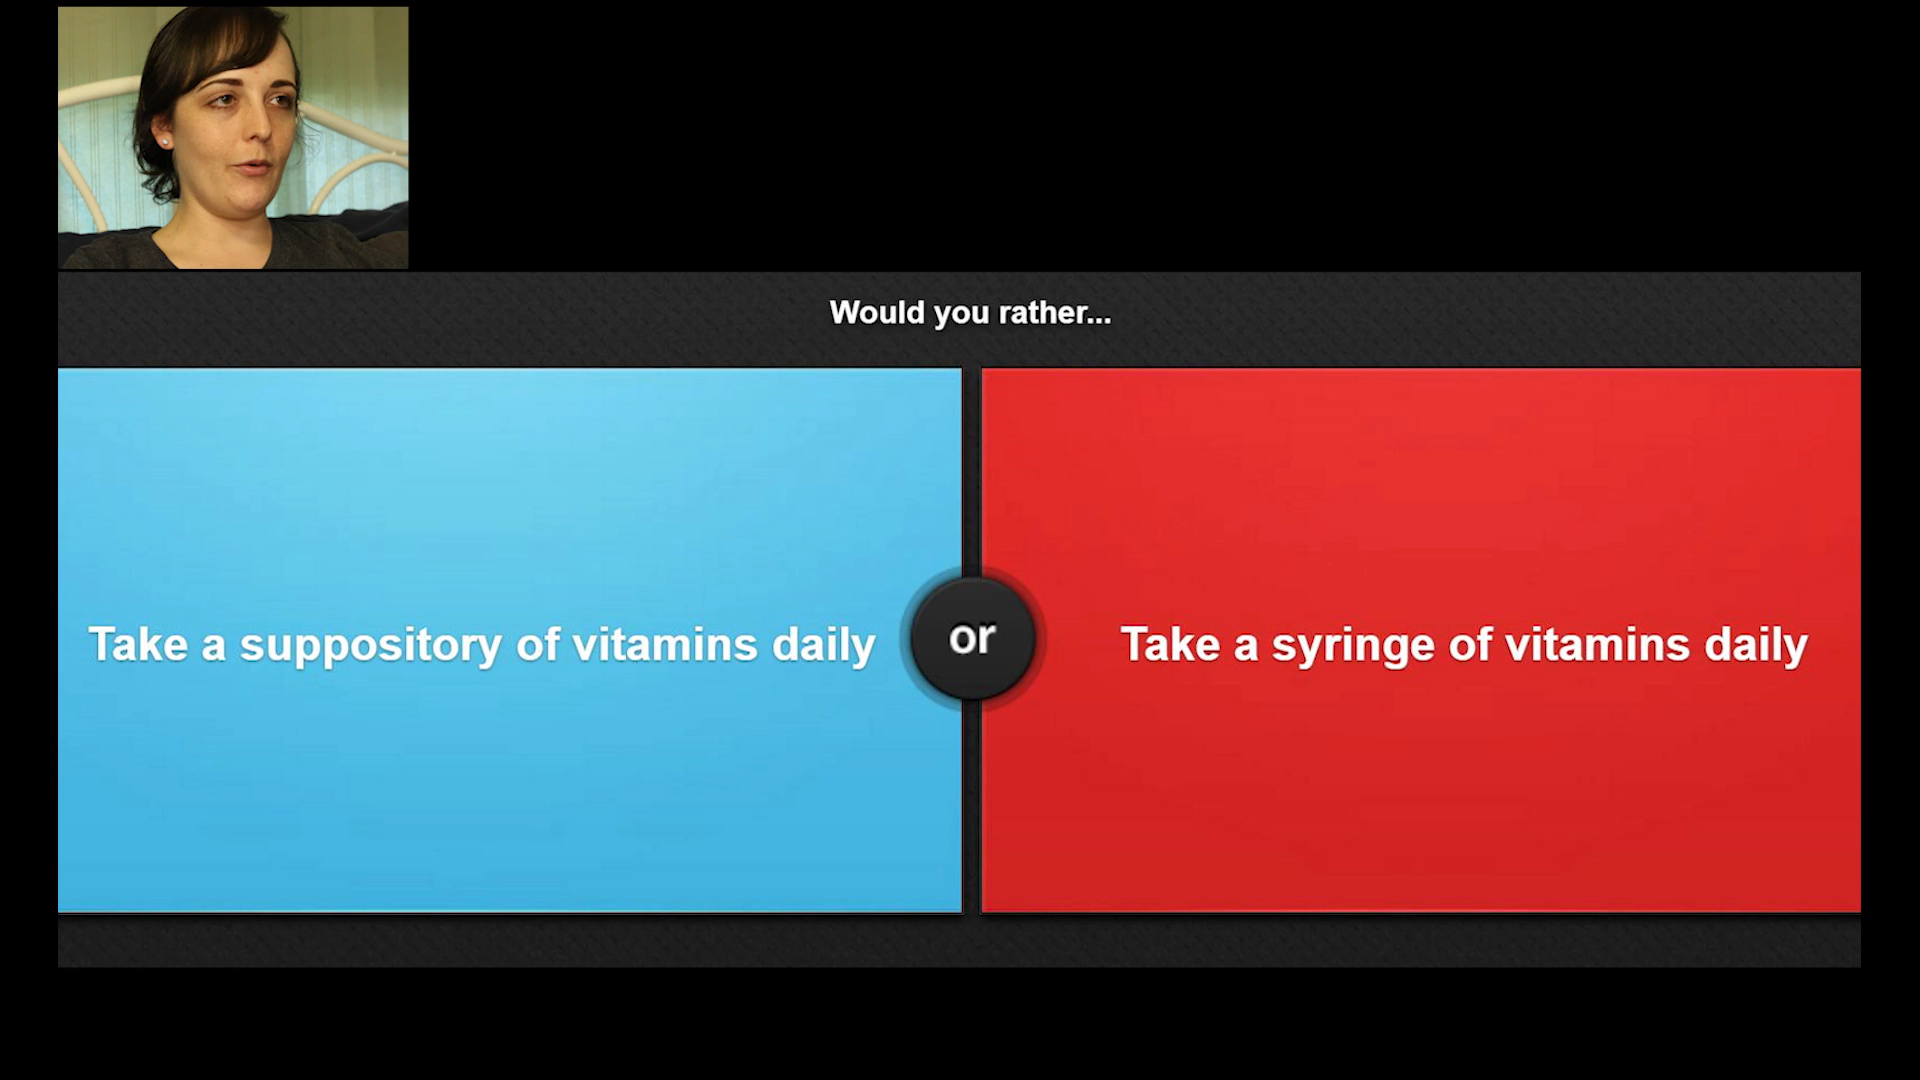 Would you rather...
Take a suppository of vitamins daily
or
Take a syringe of vitamins daily